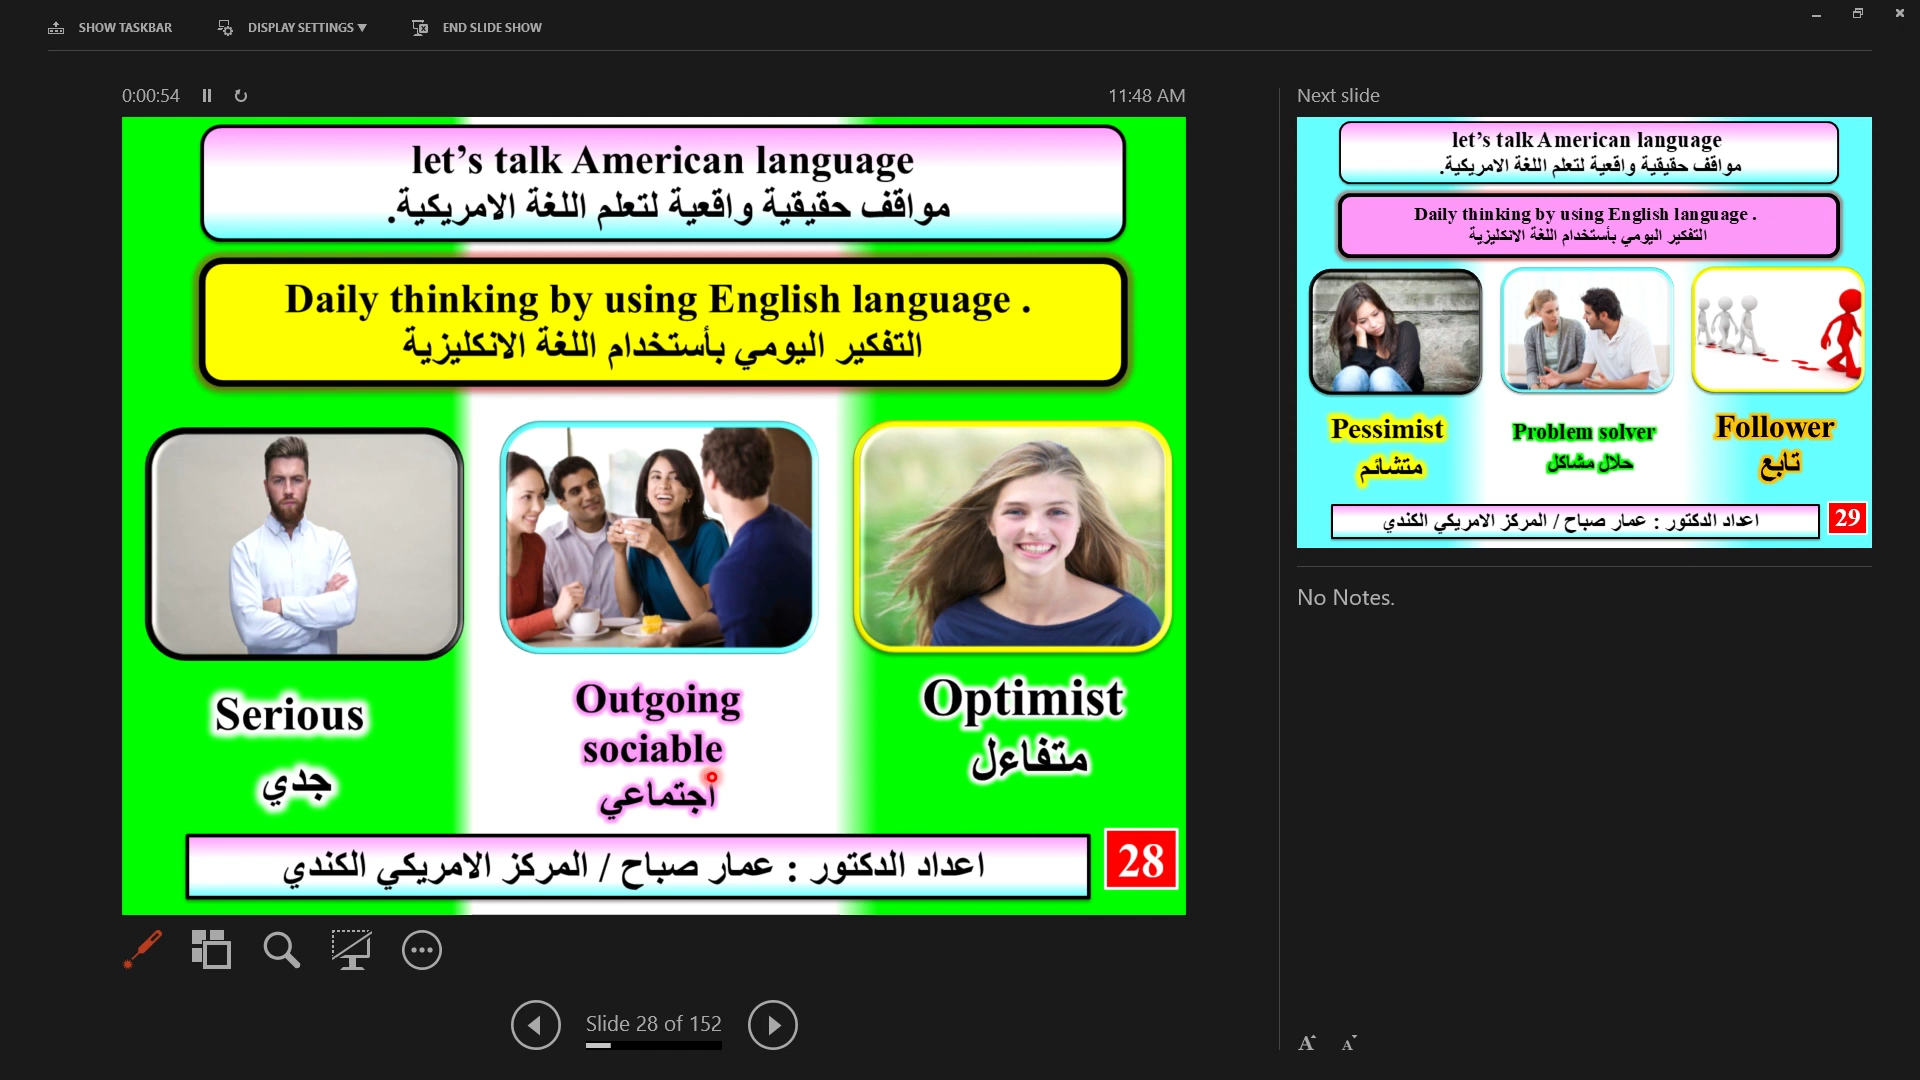 SHOW TASKBAR
DISPLAY SETTINGS
END SLIDE SHOW
0:00:54
11:48 AM
let’s talk American language
مواقف حقيقية واقعية لتعلم اللغة الامريكية.
Daily thinking by using English language .
التفكير اليومي بأستخدام اللغة الانكليزية
Serious
جدي
Outgoing
sociable
أجتماعي
Optimist
متفاءل
اعداد الدكتور : عمار صباح / المركز الامريكي الكندي
28
Slide 28 of 152
Next slide
let’s talk American language
مواقف حقيقية واقعية لتعلم اللغة الامريكية.
Daily thinking by using English language .
التفكير اليومي بأستخدام اللغة الانكليزية
Pessimist
متشائم
Problem solver
حلال مشاكل
Follower
تابع
اعداد الدكتور : عمار صباح / المركز الامريكي الكندي
29
No Notes.
A A